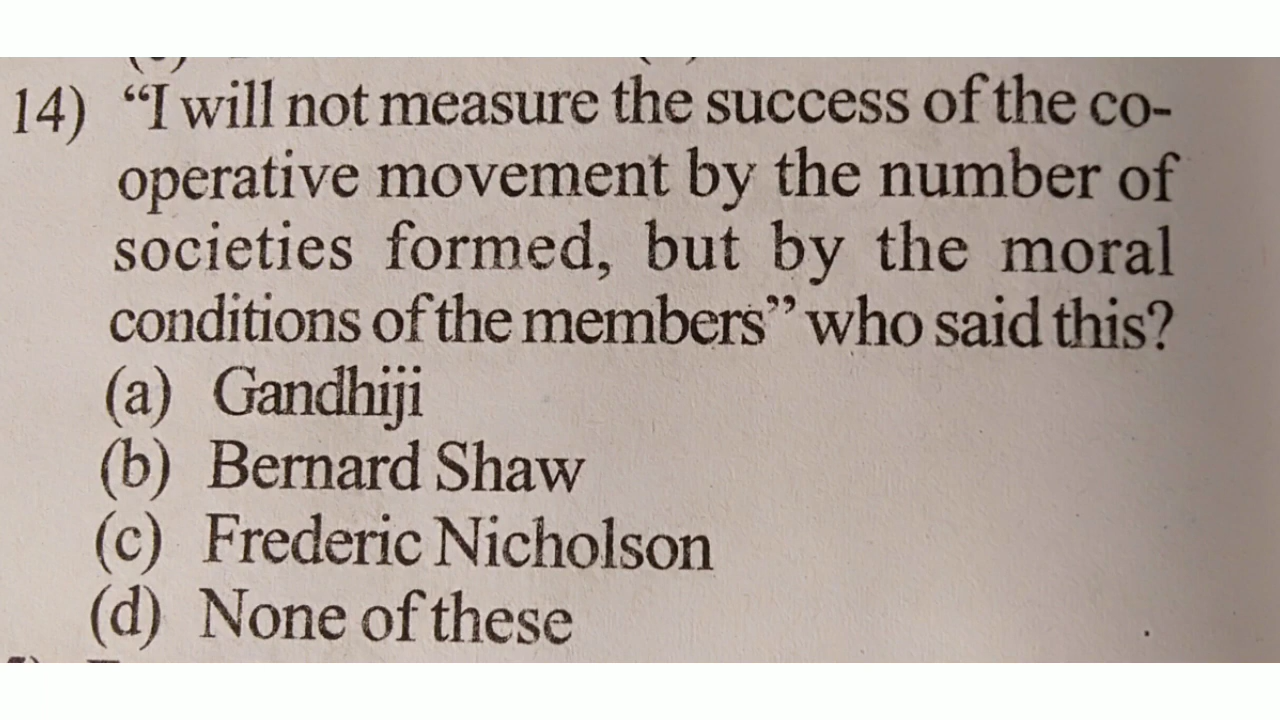 14) “I will not measure the success of the co-
operative movement by the number of
societies formed, but by the moral
conditions of the members” who said this?
(a) Gandhiji
(b) Bernard Shaw
(c) Frederic Nicholson
(d) None of these